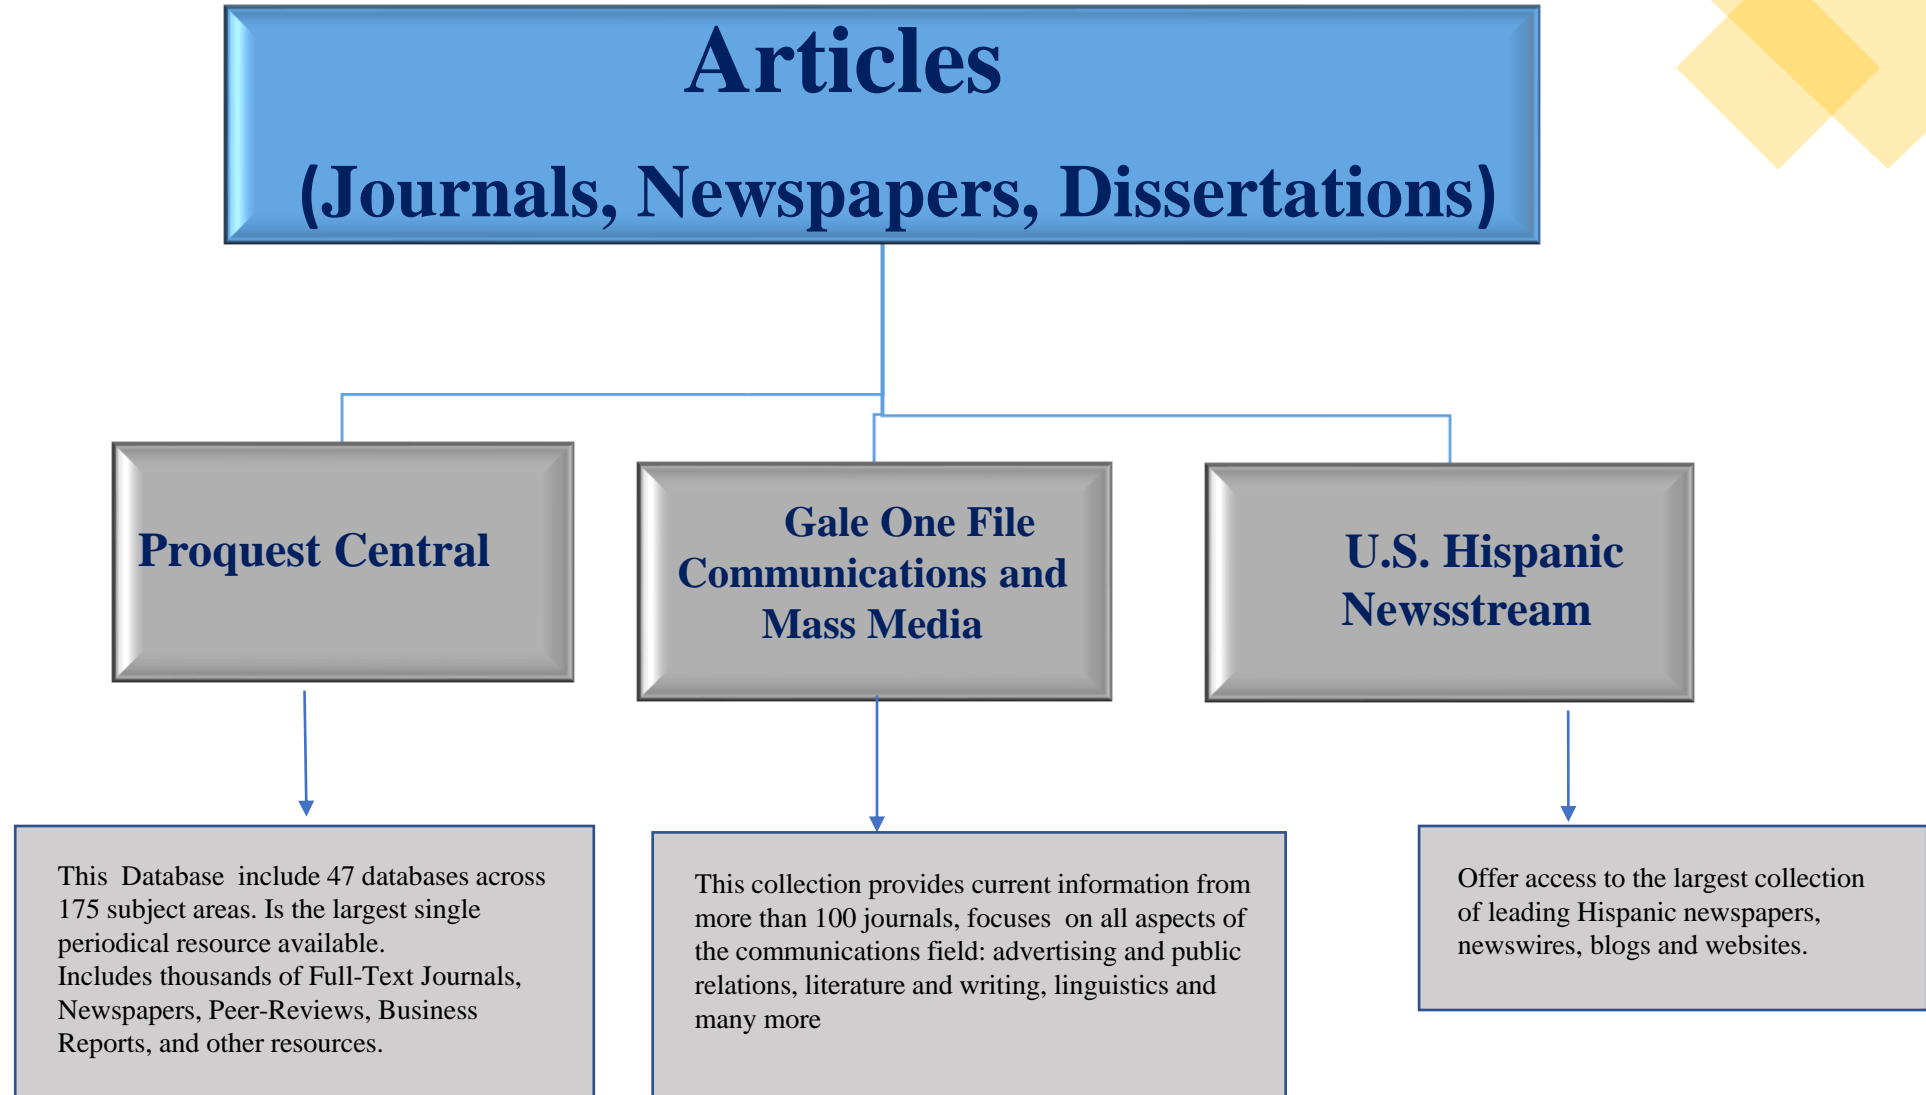 Articles
(Journals, Newspapers, Dissertations)
Proquest Central
Gale One File
Communications and
Mass Media
U.S. Hispanic
Newsstream
This Database include 47 databases across
175 subject areas. Is the largest single
periodical resource available.
Includes thousands of Full-Text Journals,
Newspapers, Peer-Reviews, Business
Reports, and other resources.
This collection provides current information from
more than 100 journals, focuses on all aspects of
the communications field: advertising and public
relations, literature and writing, linguistics and
many more
Offer access to the largest collection
of leading Hispanic newspapers,
newswires, blogs and websites.